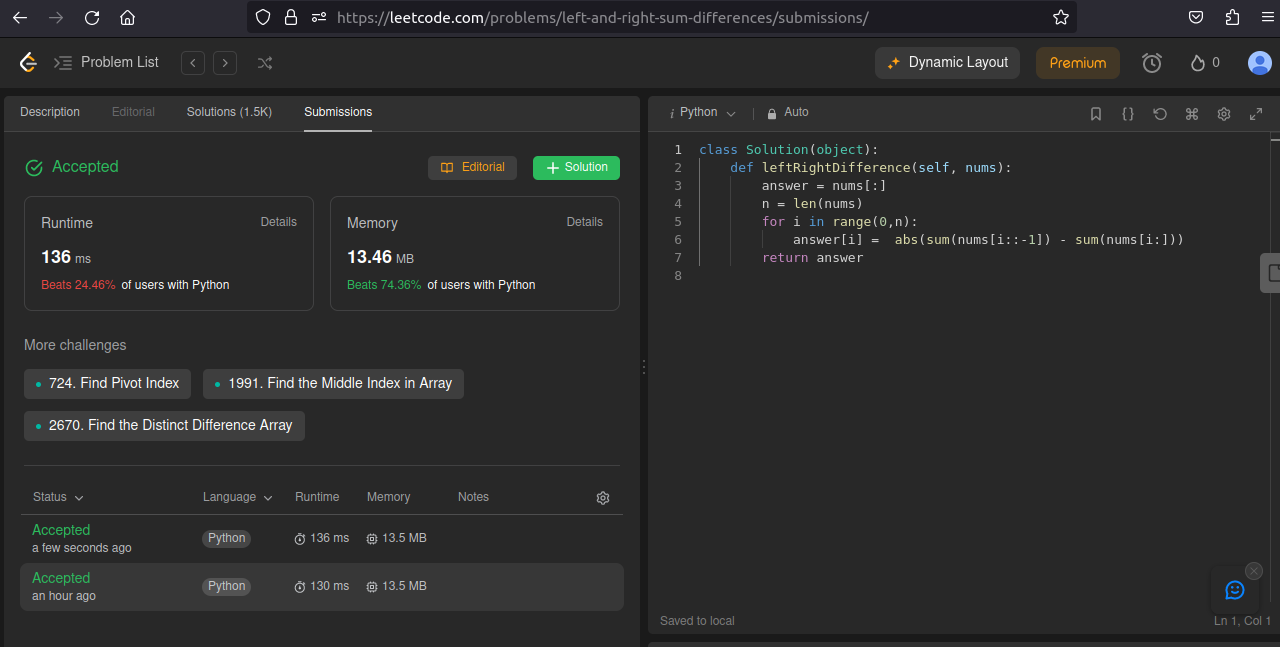 https://leetcode.com/problems/left-and-right-sum-differences/submissions/
Problem List
Dynamic Layout
Premium
0
Description Editorial Solutions (1.5K) Submissions
Accepted
Editorial
Solution
Runtime Details
136 ms
Beats 24.46% of users with Python
Memory Details
13.46 MB
Beats 74.36% of users with Python
More challenges
724. Find Pivot Index
1991. Find the Middle Index in Array
2670. Find the Distinct Difference Array
Status Language Runtime Memory Notes
Accepted
a few seconds ago
Python 136 ms 13.5 MB
Accepted
an hour ago
Python 130 ms 13.5 MB
i Python Auto
1 class Solution(object):
2     def leftRightDifference(self, nums):
3         answer = nums[:]
4         n = len(nums)
5         for i in range(0,n):
6             answer[i] =  abs(sum(nums[i::-1]) - sum(nums[i:]))
7         return answer
8
Saved to local
Ln 1, Col 1